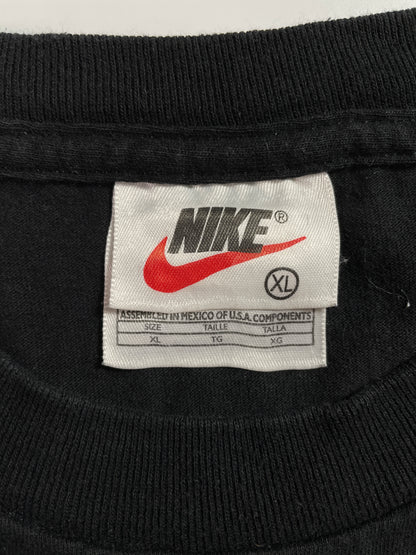 NIKE®
XL
ASSEMBLED IN MEXICO OF U.S.A. COMPONENTS
SIZE TAILLE TALLA
XL TG XG